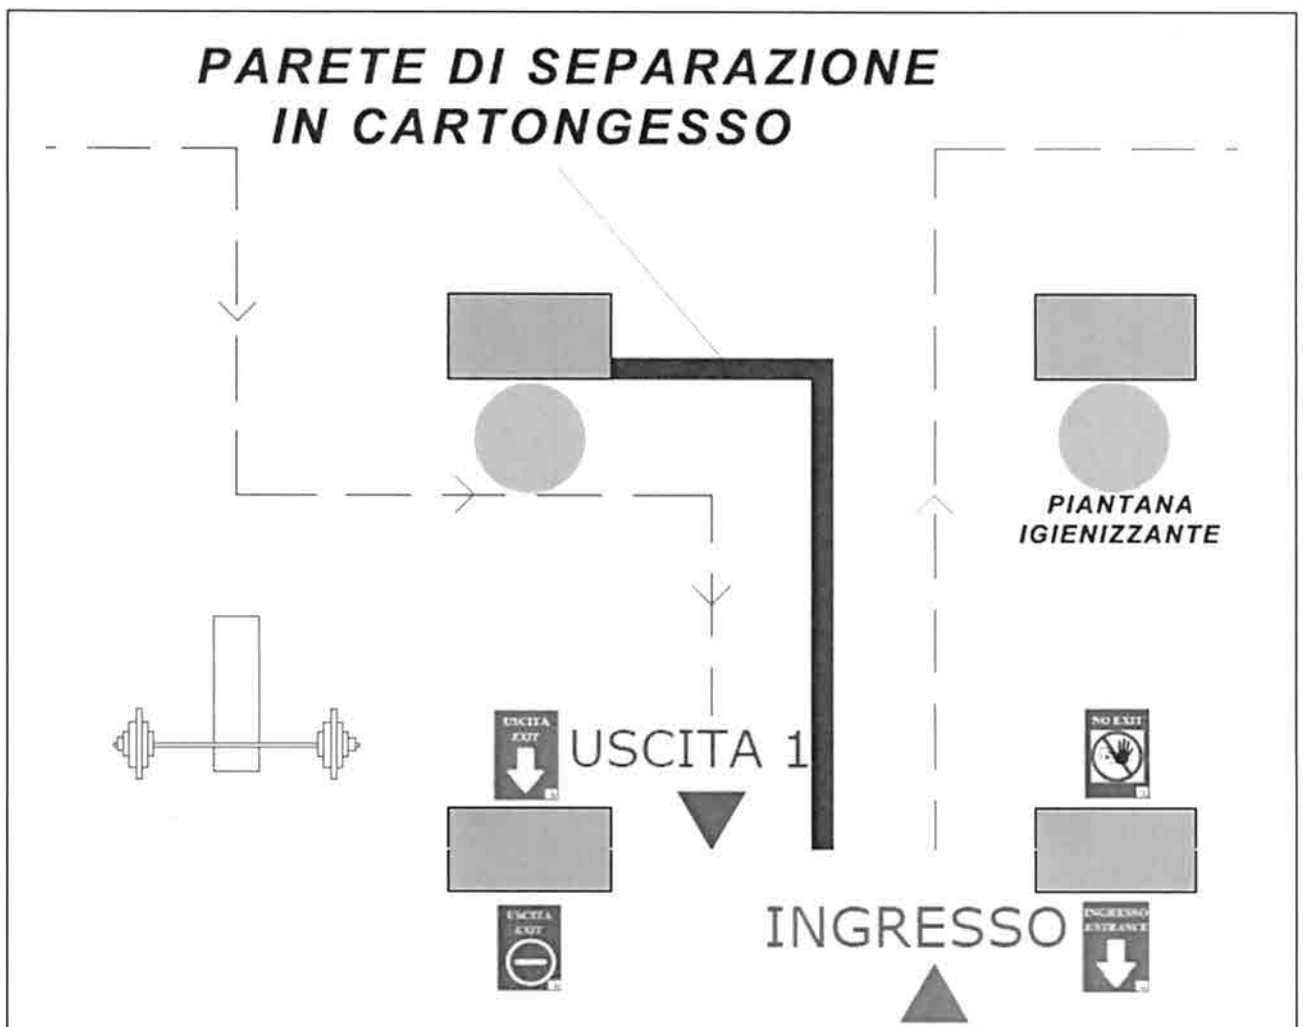 PARETE DI SEPARAZIONE
IN CARTONGESSO
PIANTANA
IGIENIZZANTE
USCITA
EXIT
USCITA 1
NO EXIT
USCITA
EXIT
INGRESSO
INGRESSO
ENTRANCE